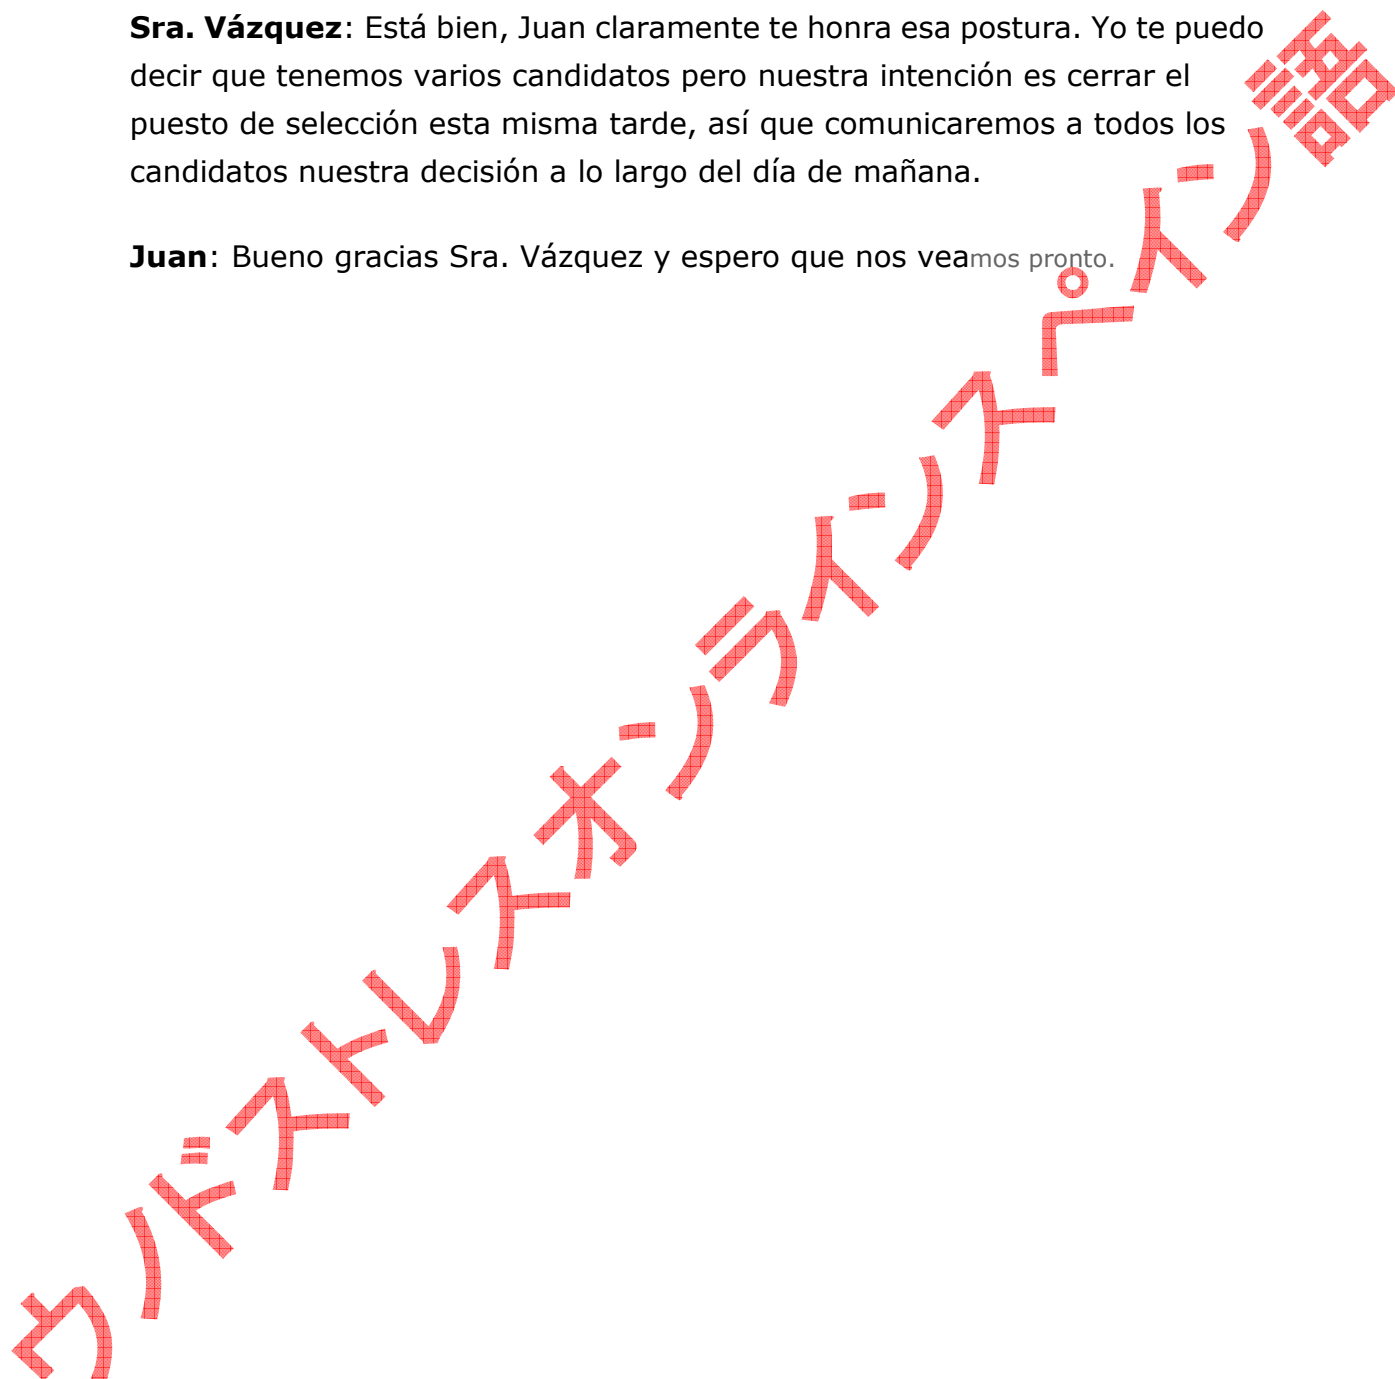 Sra. Vázquez: Está bien, Juan claramente te honra esa postura. Yo te puedo
decir que tenemos varios candidatos pero nuestra intención es cerrar el
puesto de selección esta misma tarde, así que comunicaremos a todos los
candidatos nuestra decisión a lo largo del día de mañana.
Juan: Bueno gracias Sra. Vázquez y espero que nos veamos pronto.
ウノドストレスオンラインスペイン語